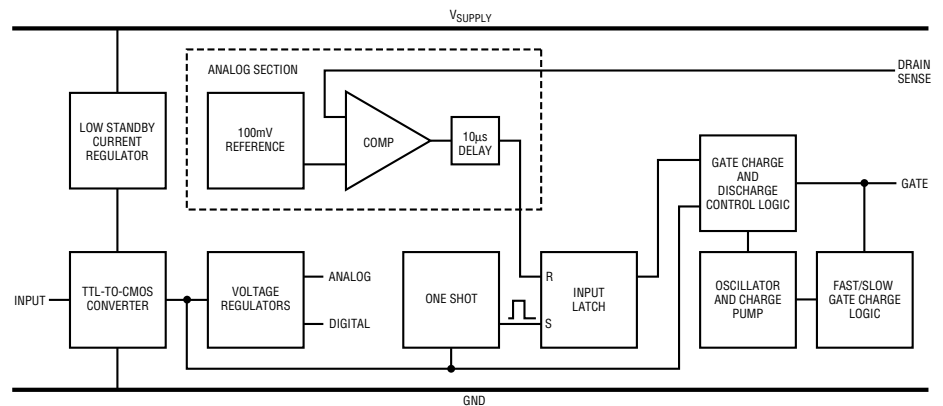 VSUPPLY
ANALOG SECTION
DRAIN
SENSE
LOW STANDBY
CURRENT
REGULATOR
100mV
REFERENCE
COMP
10µs
DELAY
GATE CHARGE
AND
DISCHARGE
CONTROL LOGIC
GATE
INPUT
TTL-TO-CMOS
CONVERTER
VOLTAGE
REGULATORS
ANALOG
DIGITAL
ONE SHOT
R
S
INPUT
LATCH
OSCILLATOR
AND CHARGE
PUMP
FAST/SLOW
GATE CHARGE
LOGIC
GND